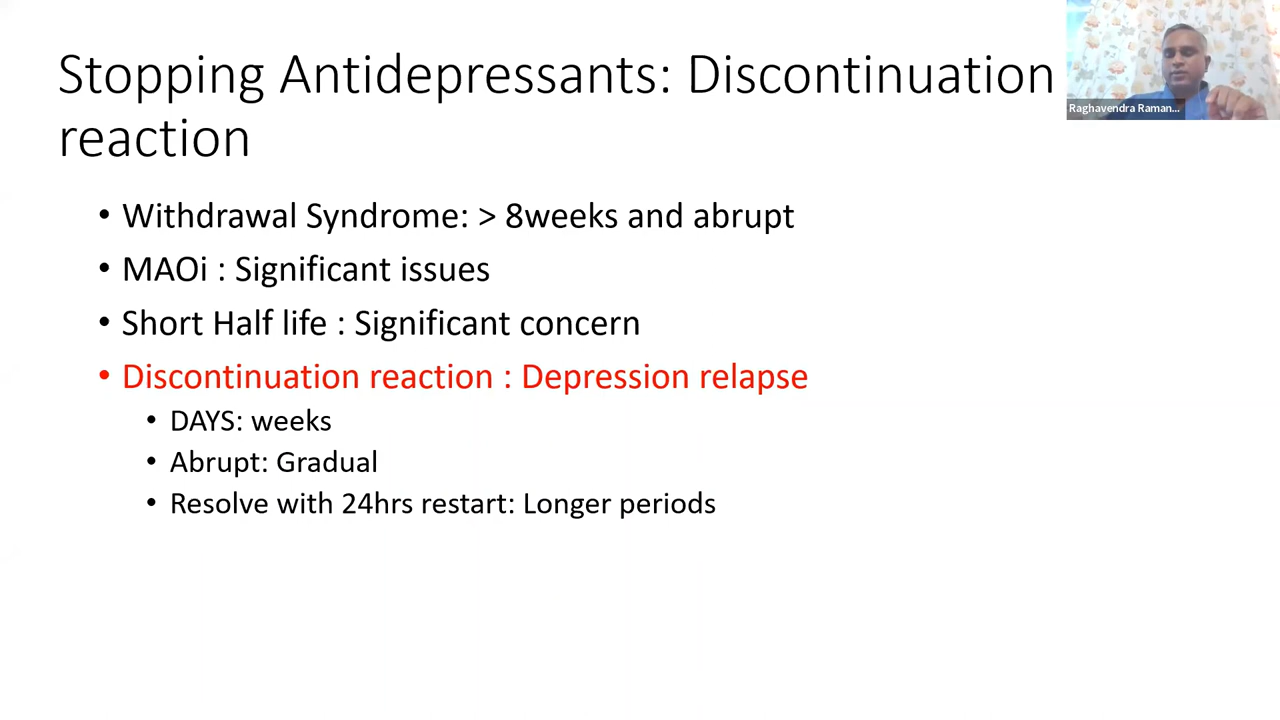 Stopping Antidepressants: Discontinuation
reaction
Raghavendra Raman...
• Withdrawal Syndrome: > 8weeks and abrupt
• MAOi : Significant issues
• Short Half life : Significant concern
• Discontinuation reaction : Depression relapse
• DAYS: weeks
• Abrupt: Gradual
• Resolve with 24hrs restart: Longer periods